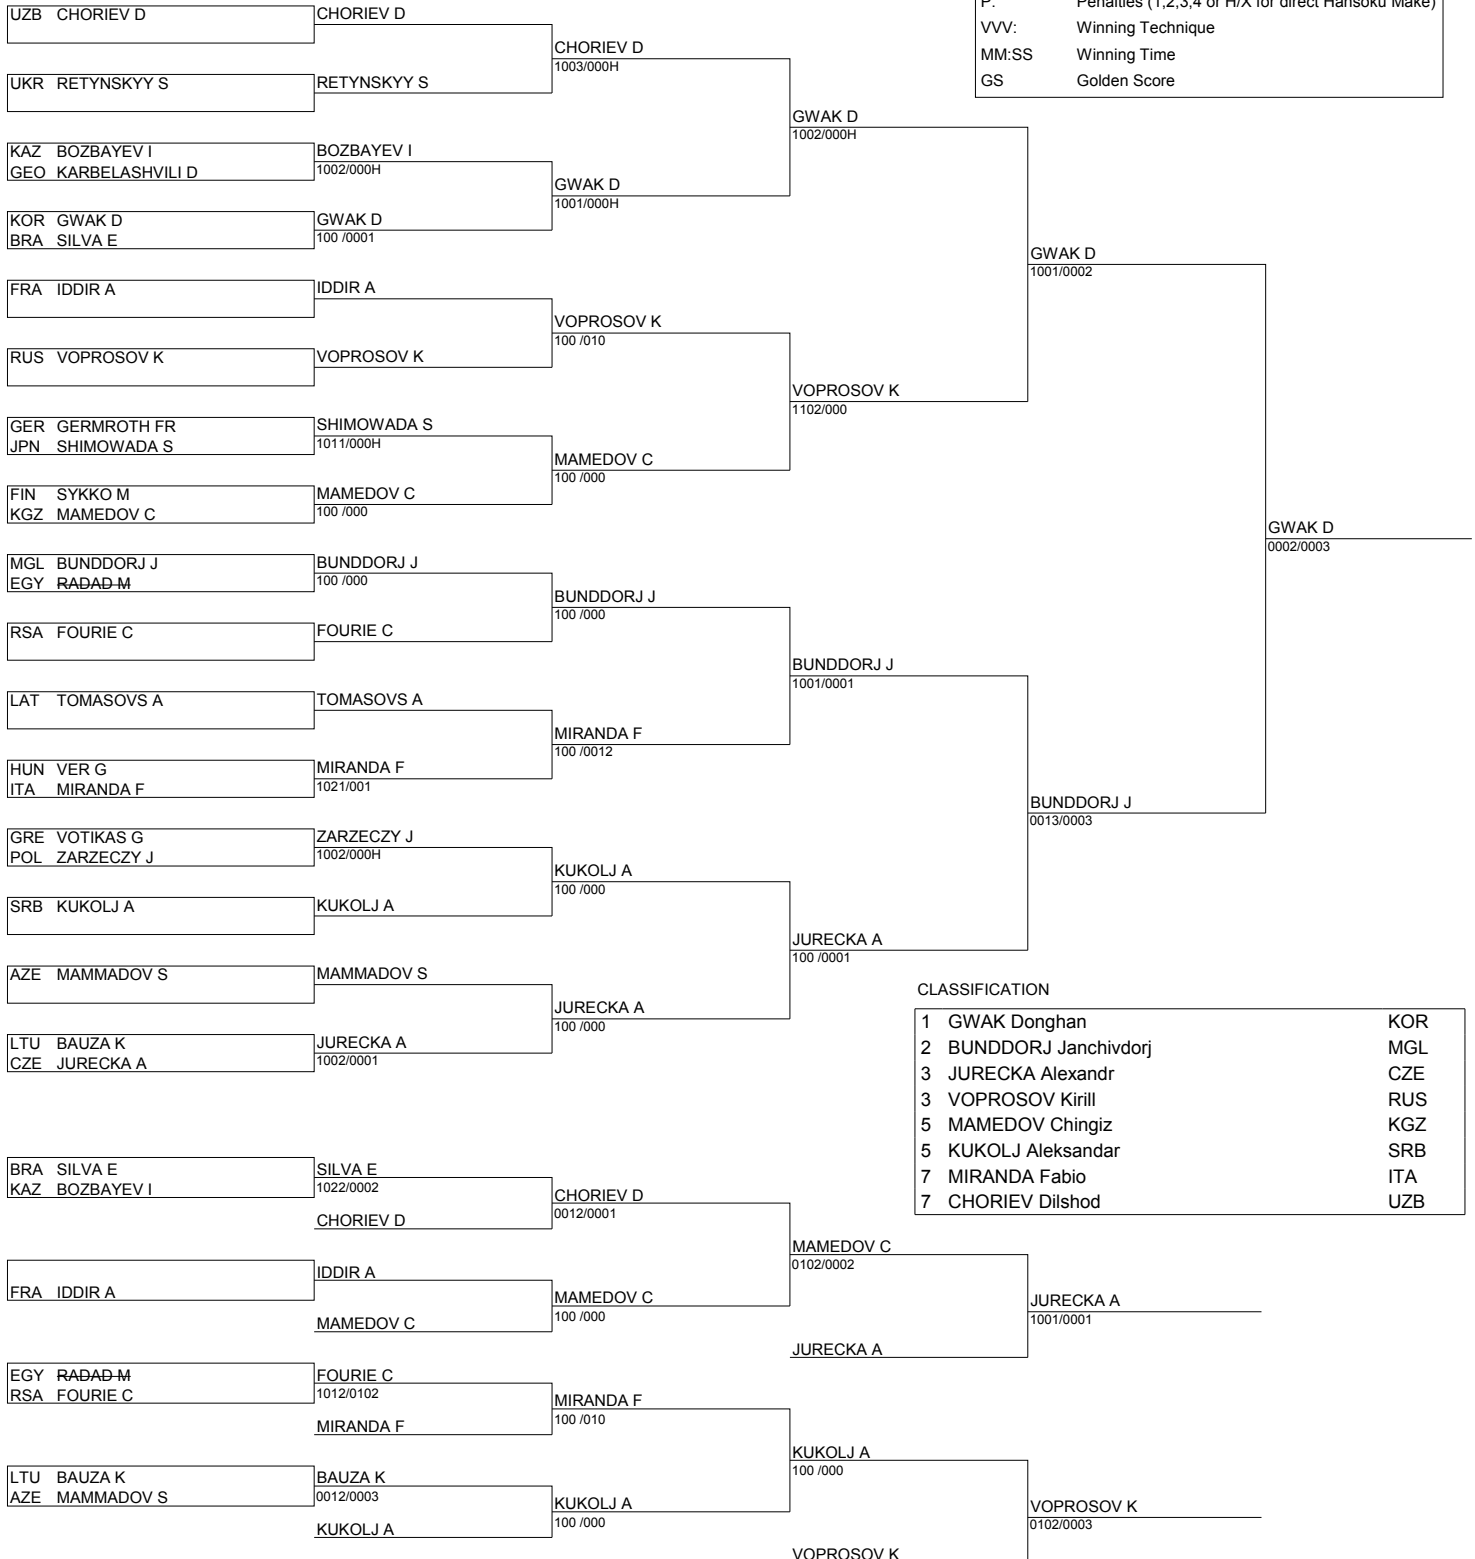 P: Penalties (1,2,3,4 or H/X for direct Hansoku Make)
VVV: Winning Technique
MM:SS Winning Time
GS Golden Score
UZB CHORIEV D
CHORIEV D
CHORIEV D
1003/000H
UKR RETYNSKYY S
RETYNSKYY S
GWAK D
1002/000H
KAZ BOZBAYEV I
GEO KARBELASHVILI D
BOZBAYEV I
1002/000H
GWAK D
1001/000H
KOR GWAK D
BRA SILVA E
GWAK D
100 /0001
GWAK D
1001/0002
FRA IDDIR A
IDDIR A
VOPROSOV K
100 /010
RUS VOPROSOV K
VOPROSOV K
VOPROSOV K
1102/000
GER GERMROTH FR
JPN SHIMOWADA S
SHIMOWADA S
1011/000H
MAMEDOV C
100 /000
FIN SYKKO M
KGZ MAMEDOV C
MAMEDOV C
100 /000
GWAK D
0002/0003
MGL BUNDDORJ J
EGY RADAD M
BUNDDORJ J
100 /000
BUNDDORJ J
100 /000
RSA FOURIE C
FOURIE C
BUNDDORJ J
1001/0001
LAT TOMASOVS A
TOMASOVS A
MIRANDA F
100 /0012
HUN VER G
ITA MIRANDA F
MIRANDA F
1021/001
BUNDDORJ J
0013/0003
GRE VOTIKAS G
POL ZARZECZY J
ZARZECZY J
1002/000H
KUKOLJ A
100 /000
SRB KUKOLJ A
KUKOLJ A
JURECKA A
100 /0001
AZE MAMMADOV S
MAMMADOV S
JURECKA A
100 /000
LTU BAUZA K
CZE JURECKA A
JURECKA A
1002/0001
CLASSIFICATION
1 GWAK Donghan KOR
2 BUNDDORJ Janchivdorj MGL
3 JURECKA Alexandr CZE
3 VOPROSOV Kirill RUS
5 MAMEDOV Chingiz KGZ
5 KUKOLJ Aleksandar SRB
7 MIRANDA Fabio ITA
7 CHORIEV Dilshod UZB
BRA SILVA E
KAZ BOZBAYEV I
SILVA E
1022/0002
CHORIEV D
CHORIEV D
0012/0001
MAMEDOV C
0102/0002
FRA IDDIR A
IDDIR A
MAMEDOV C
MAMEDOV C
100 /000
JURECKA A
1001/0001
JURECKA A
EGY RADAD M
RSA FOURIE C
FOURIE C
1012/0102
MIRANDA F
MIRANDA F
100 /010
KUKOLJ A
100 /000
LTU BAUZA K
AZE MAMMADOV S
BAUZA K
0012/0003
KUKOLJ A
KUKOLJ A
100 /000
VOPROSOV K
0102/0003
VOPROSOV K